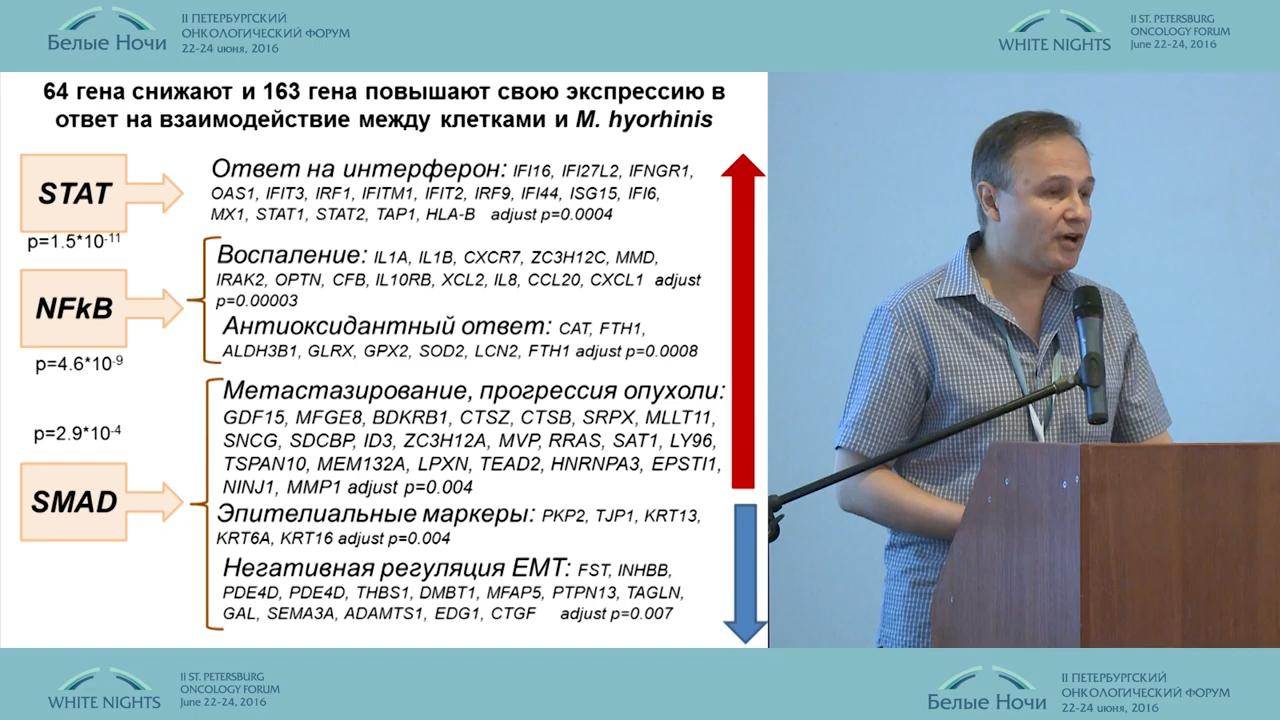 Белые Ночи
II ПЕТЕРБУРГСКИЙ
ОНКОЛОГИЧЕСКИЙ ФОРУМ
22-24 июня, 2016
WHITE NIGHTS
II ST. PETERSBURG
ONCOLOGY FORUM
June 22-24, 2016
64 гена снижают и 163 гена повышают свою экспрессию в
ответ на взаимодействие между клетками и M. hyorhinis
STAT
p=1.5*10-11
Ответ на интерферон: IFI16, IFI27L2, IFNGR1,
OAS1, IFIT3, IRF1, IFITM1, IFIT2, IRF9, IFI44, ISG15, IFI6,
MX1, STAT1, STAT2, TAP1, HLA-B adjust p=0.0004
NFkB
p=4.6*10-9
Воспаление: IL1A, IL1B, CXCR7, ZC3H12C, MMD,
IRAK2, OPTN, CFB, IL10RB, XCL2, IL8, CCL20, CXCL1 adjust
p=0.00003
Антиоксидантный ответ: CAT, FTH1,
ALDH3B1, GLRX, GPX2, SOD2, LCN2, FTH1 adjust p=0.0008
p=2.9*10-4
SMAD
Метастазирование, прогрессия опухоли:
GDF15, MFGE8, BDKRB1, CTSZ, CTSB, SRPX, MLLT11,
SNCG, SDCBP, ID3, ZC3H12A, MVP, RRAS, SAT1, LY96,
TSPAN10, MEM132A, LPXN, TEAD2, HNRNPA3, EPSTI1,
NINJ1, MMP1 adjust p=0.004
Эпителиальные маркеры: PKP2, TJP1, KRT13,
KRT6A, KRT16 adjust p=0.004
Негативная регуляция EMT: FST, INHBB,
PDE4D, PDE4D, THBS1, DMBT1, MFAP5, PTPN13, TAGLN,
GAL, SEMA3A, ADAMTS1, EDG1, CTGF adjust p=0.007
WHITE NIGHTS
II ST. PETERSBURG
ONCOLOGY FORUM
June 22-24, 2016
Белые Ночи
II ПЕТЕРБУРГСКИЙ
ОНКОЛОГИЧЕСКИЙ ФОРУМ
22-24 июня, 2016